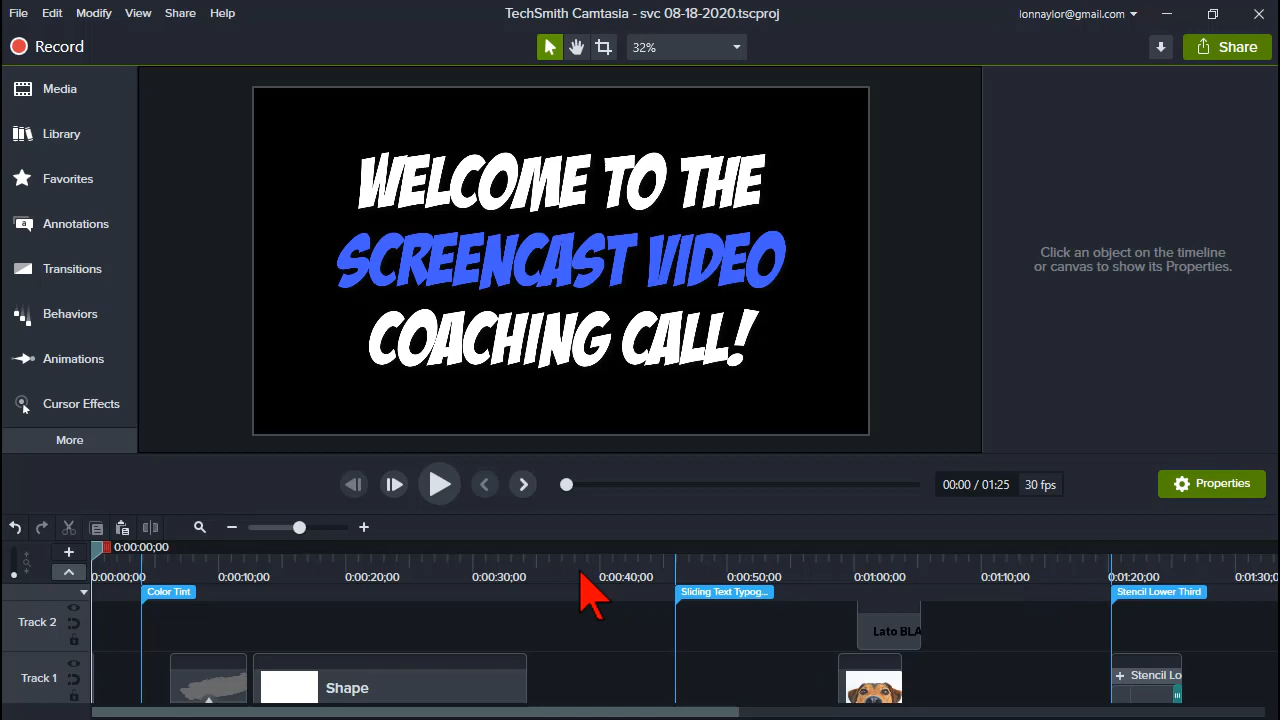 File Edit Modify View Share Help
TechSmith Camtasia - svc 08-18-2020.tscproj
lonnaylor@gmail.com
Record
32%
Share
Media
Library
Favorites
Annotations
Transitions
Behaviors
Animations
Cursor Effects
More
WELCOME TO THE
SCREENCAST VIDEO
COACHING CALL!
Click an object on the timeline
or canvas to show its Properties.
00:00 / 01:25 30 fps
Properties
0:00:00;00
0:00:00;00 0:00:10;00 0:00:20;00 0:00:30;00 0:00:40;00 0:00:50;00 0:01:00;00 0:01:10;00 0:01:20;00 0:01:30;
Color Tint
Sliding Text Typog...
Stencil Lower Third
Track 2
Lato BLA
Track 1
Shape
+ Stencil Lo